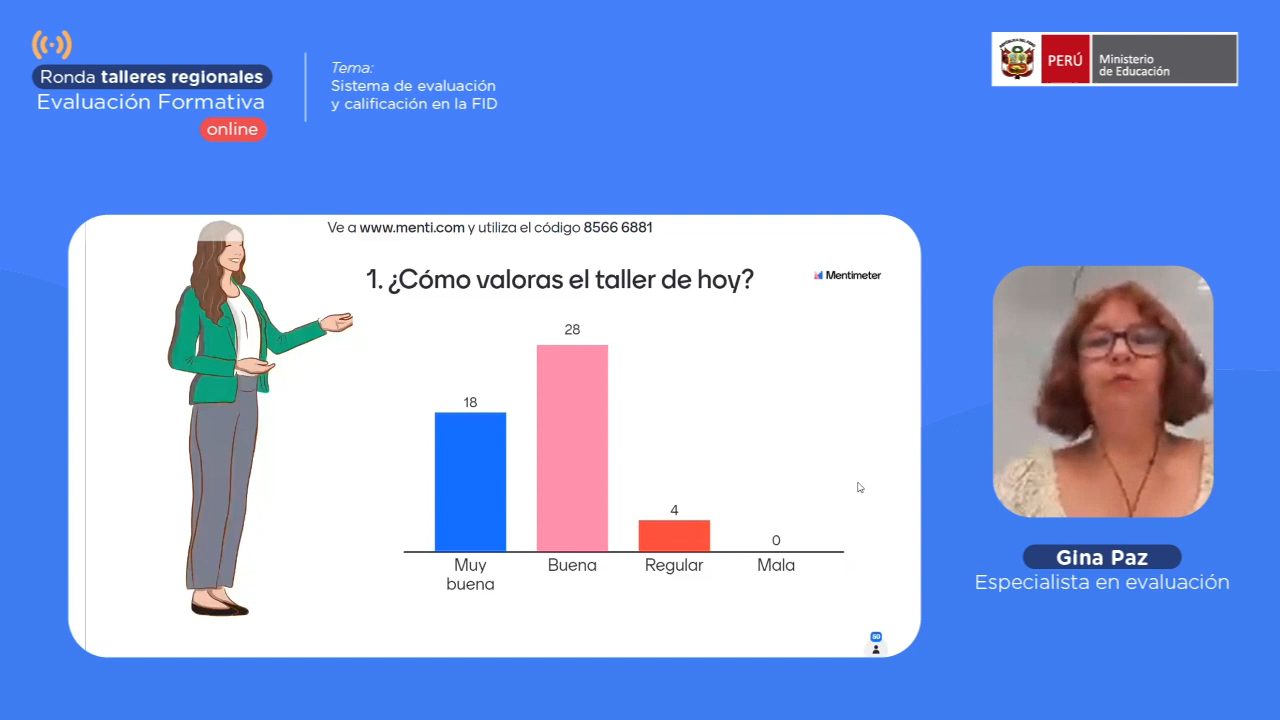 Ronda talleres regionales
Evaluación Formativa
online
Tema:
Sistema de evaluación
y calificación en la FID
PERÚ
Ministerio
de Educación
Ve a www.menti.com y utiliza el código 8566 6881
1. ¿Cómo valoras el taller de hoy?
Mentimeter
18
28
4
0
Muy
buena
Buena
Regular
Mala
50
Gina Paz
Especialista en evaluación